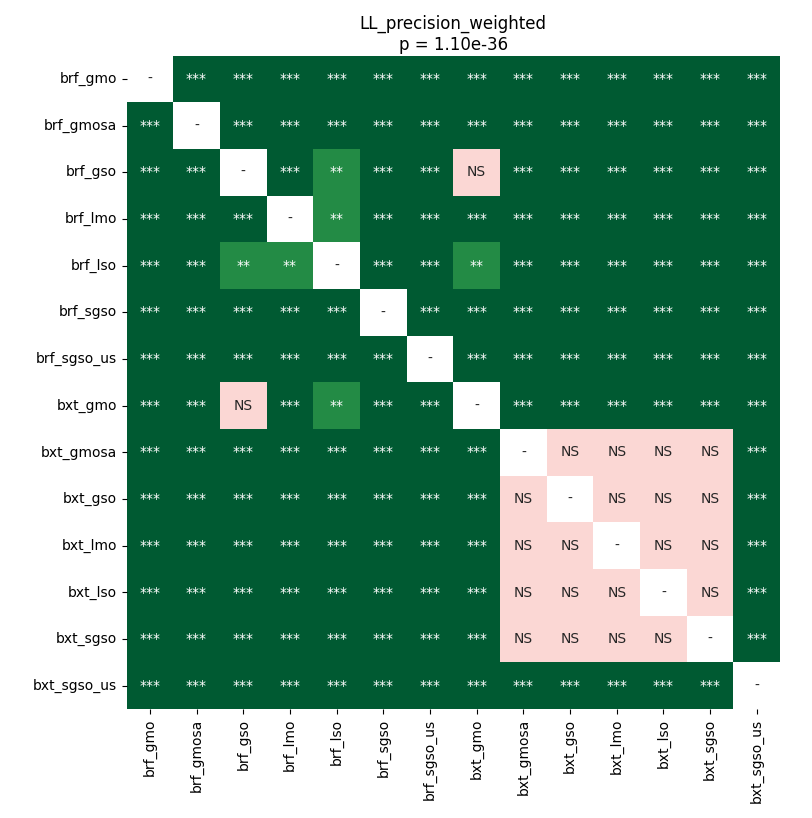 LL_precision_weighted
p = 1.10e-36
brf_gmo - *** *** *** *** *** *** *** *** *** *** *** *** ***
brf_gmosa *** - *** *** *** *** *** *** *** *** *** *** *** ***
brf_gso *** *** - *** ** *** *** NS *** *** *** *** *** ***
brf_lmo *** *** *** - ** *** *** *** *** *** *** *** *** ***
brf_lso *** *** ** ** - *** *** ** *** *** *** *** *** ***
brf_sgso *** *** *** *** *** - *** *** *** *** *** *** *** ***
brf_sgso_us *** *** *** *** *** *** - *** *** *** *** *** *** ***
bxt_gmo *** *** NS *** ** *** *** - *** *** *** *** *** ***
bxt_gmosa *** *** *** *** *** *** *** *** - NS NS NS NS ***
bxt_gso *** *** *** *** *** *** *** *** NS - NS NS NS ***
bxt_lmo *** *** *** *** *** *** *** *** NS NS - NS NS ***
bxt_lso *** *** *** *** *** *** *** *** NS NS NS - NS ***
bxt_sgso *** *** *** *** *** *** *** *** NS NS NS NS - ***
bxt_sgso_us *** *** *** *** *** *** *** *** *** *** *** *** *** -
brf_gmo brf_gmosa brf_gso brf_lmo brf_lso brf_sgso brf_sgso_us bxt_gmo bxt_gmosa bxt_gso bxt_lmo bxt_lso bxt_sgso bxt_sgso_us